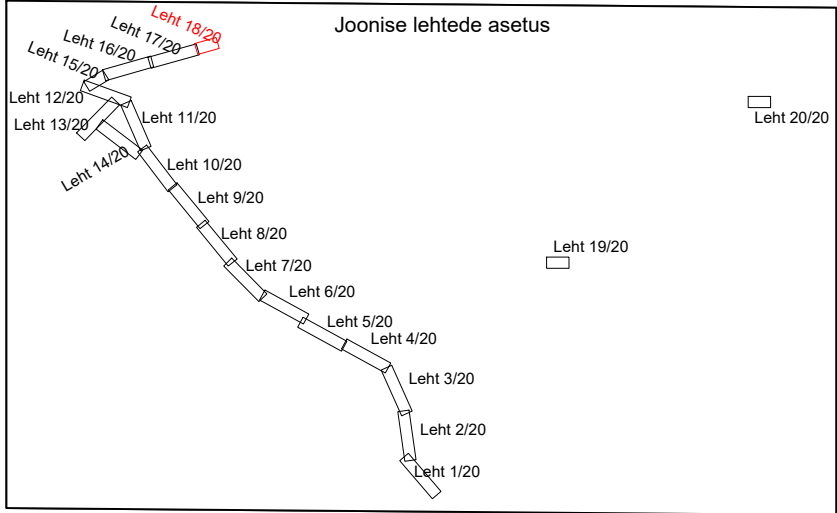 Joonise lehtede asetus
Leht 18/20
Leht 17/20
Leht 16/20
Leht 15/20
Leht 12/20
Leht 13/20
Leht 11/20
Leht 14/20
Leht 10/20
Leht 9/20
Leht 8/20
Leht 7/20
Leht 6/20
Leht 5/20
Leht 4/20
Leht 3/20
Leht 2/20
Leht 1/20
Leht 20/20
Leht 19/20